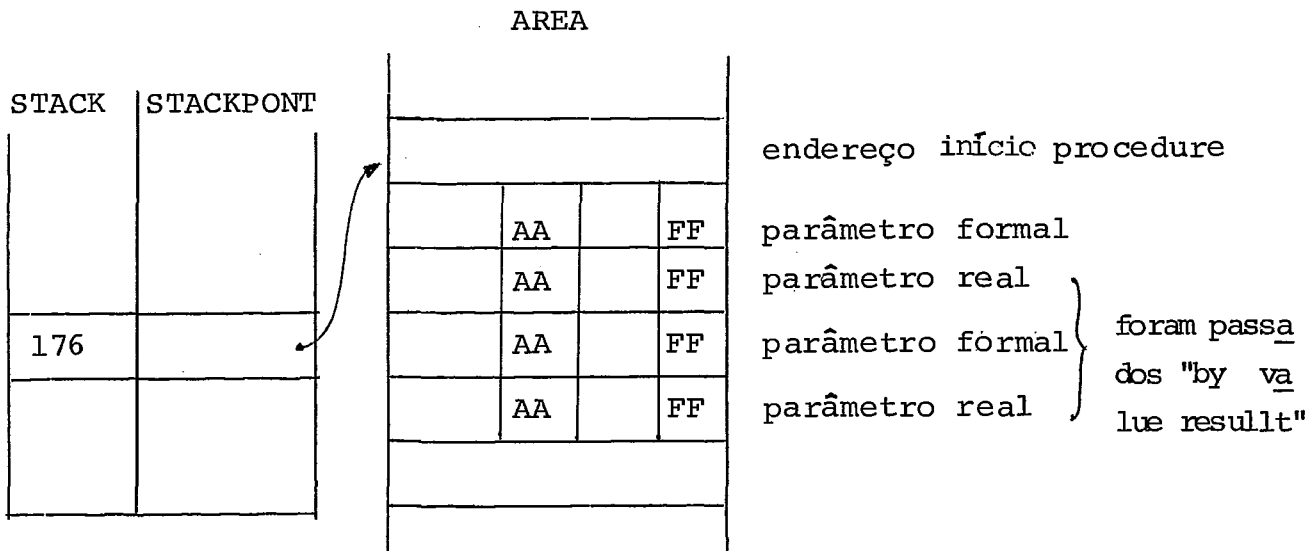 AREA
STACK STACKPONT
endereço início procedure
AA FF parâmetro formal
AA FF parâmetro real
176 AA FF parâmetro formal
AA FF parâmetro real
foram passa
dos "by va
lue resullt"